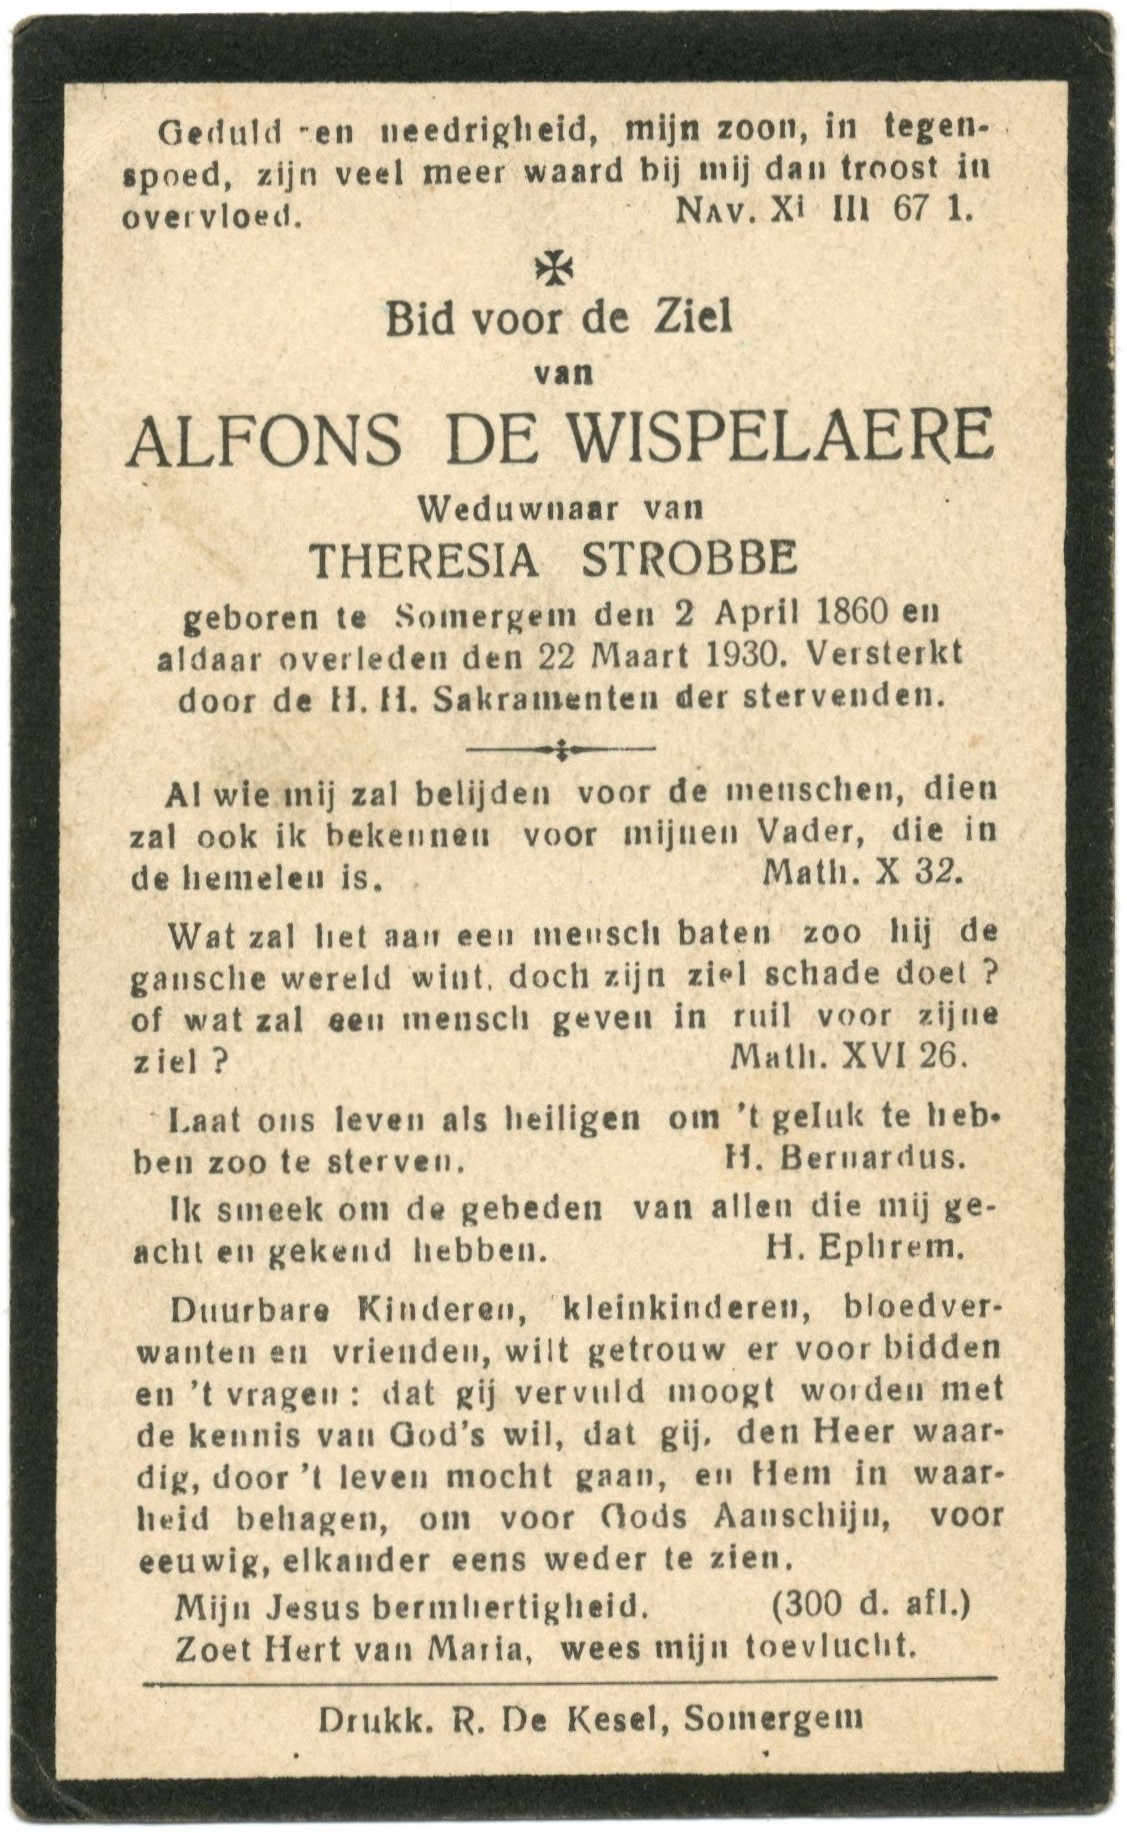 Geduld en needrigheid, mijn zoon, in tegen-
spoed, zijn veel meer waard bij mij dan troost in
overvloed. NAV. Xi III 67 1.
✠
Bid voor de Ziel
van
ALFONS DE WISPELAERE
Weduwnaar van
THERESIA STROBBE
geboren te Somergem den 2 April 1860 en
aldaar overleden den 22 Maart 1930. Versterkt
door de H. H. Sakramenten der stervenden.
Al wie mij zal belijden voor de menschen, dien
zal ook ik bekennen voor mijnen Vader, die in
de hemelen is. Math. X 32.
Wat zal het aan een mensch baten zoo hij de
gansche wereld wint, doch zijn ziel schade doet ?
of wat zal een mensch geven in ruil voor zijne
ziel ? Math. XVI 26.
Laat ons leven als heiligen om 't geluk te heb-
ben zoo te sterven. H. Bernardus.
Ik smeek om de gebeden van allen die mij ge-
acht en gekend hebben. H. Ephrem.
Duurbare Kinderen, kleinkinderen, bloedver-
wanten en vrienden, wilt getrouw er voor bidden
en 't vragen : dat gij vervuld moogt worden met
de kennis van God's wil, dat gij, den Heer waar-
dig, door 't leven mocht gaan, en Hem in waar-
heid behagen, om voor Gods Aanschijn, voor
eeuwig, elkander eens weder te zien.
Mijn Jesus bermhertigheid. (300 d. afl.)
Zoet Hert van Maria, wees mijn toevlucht.
Drukk. R. De Kesel, Somergem